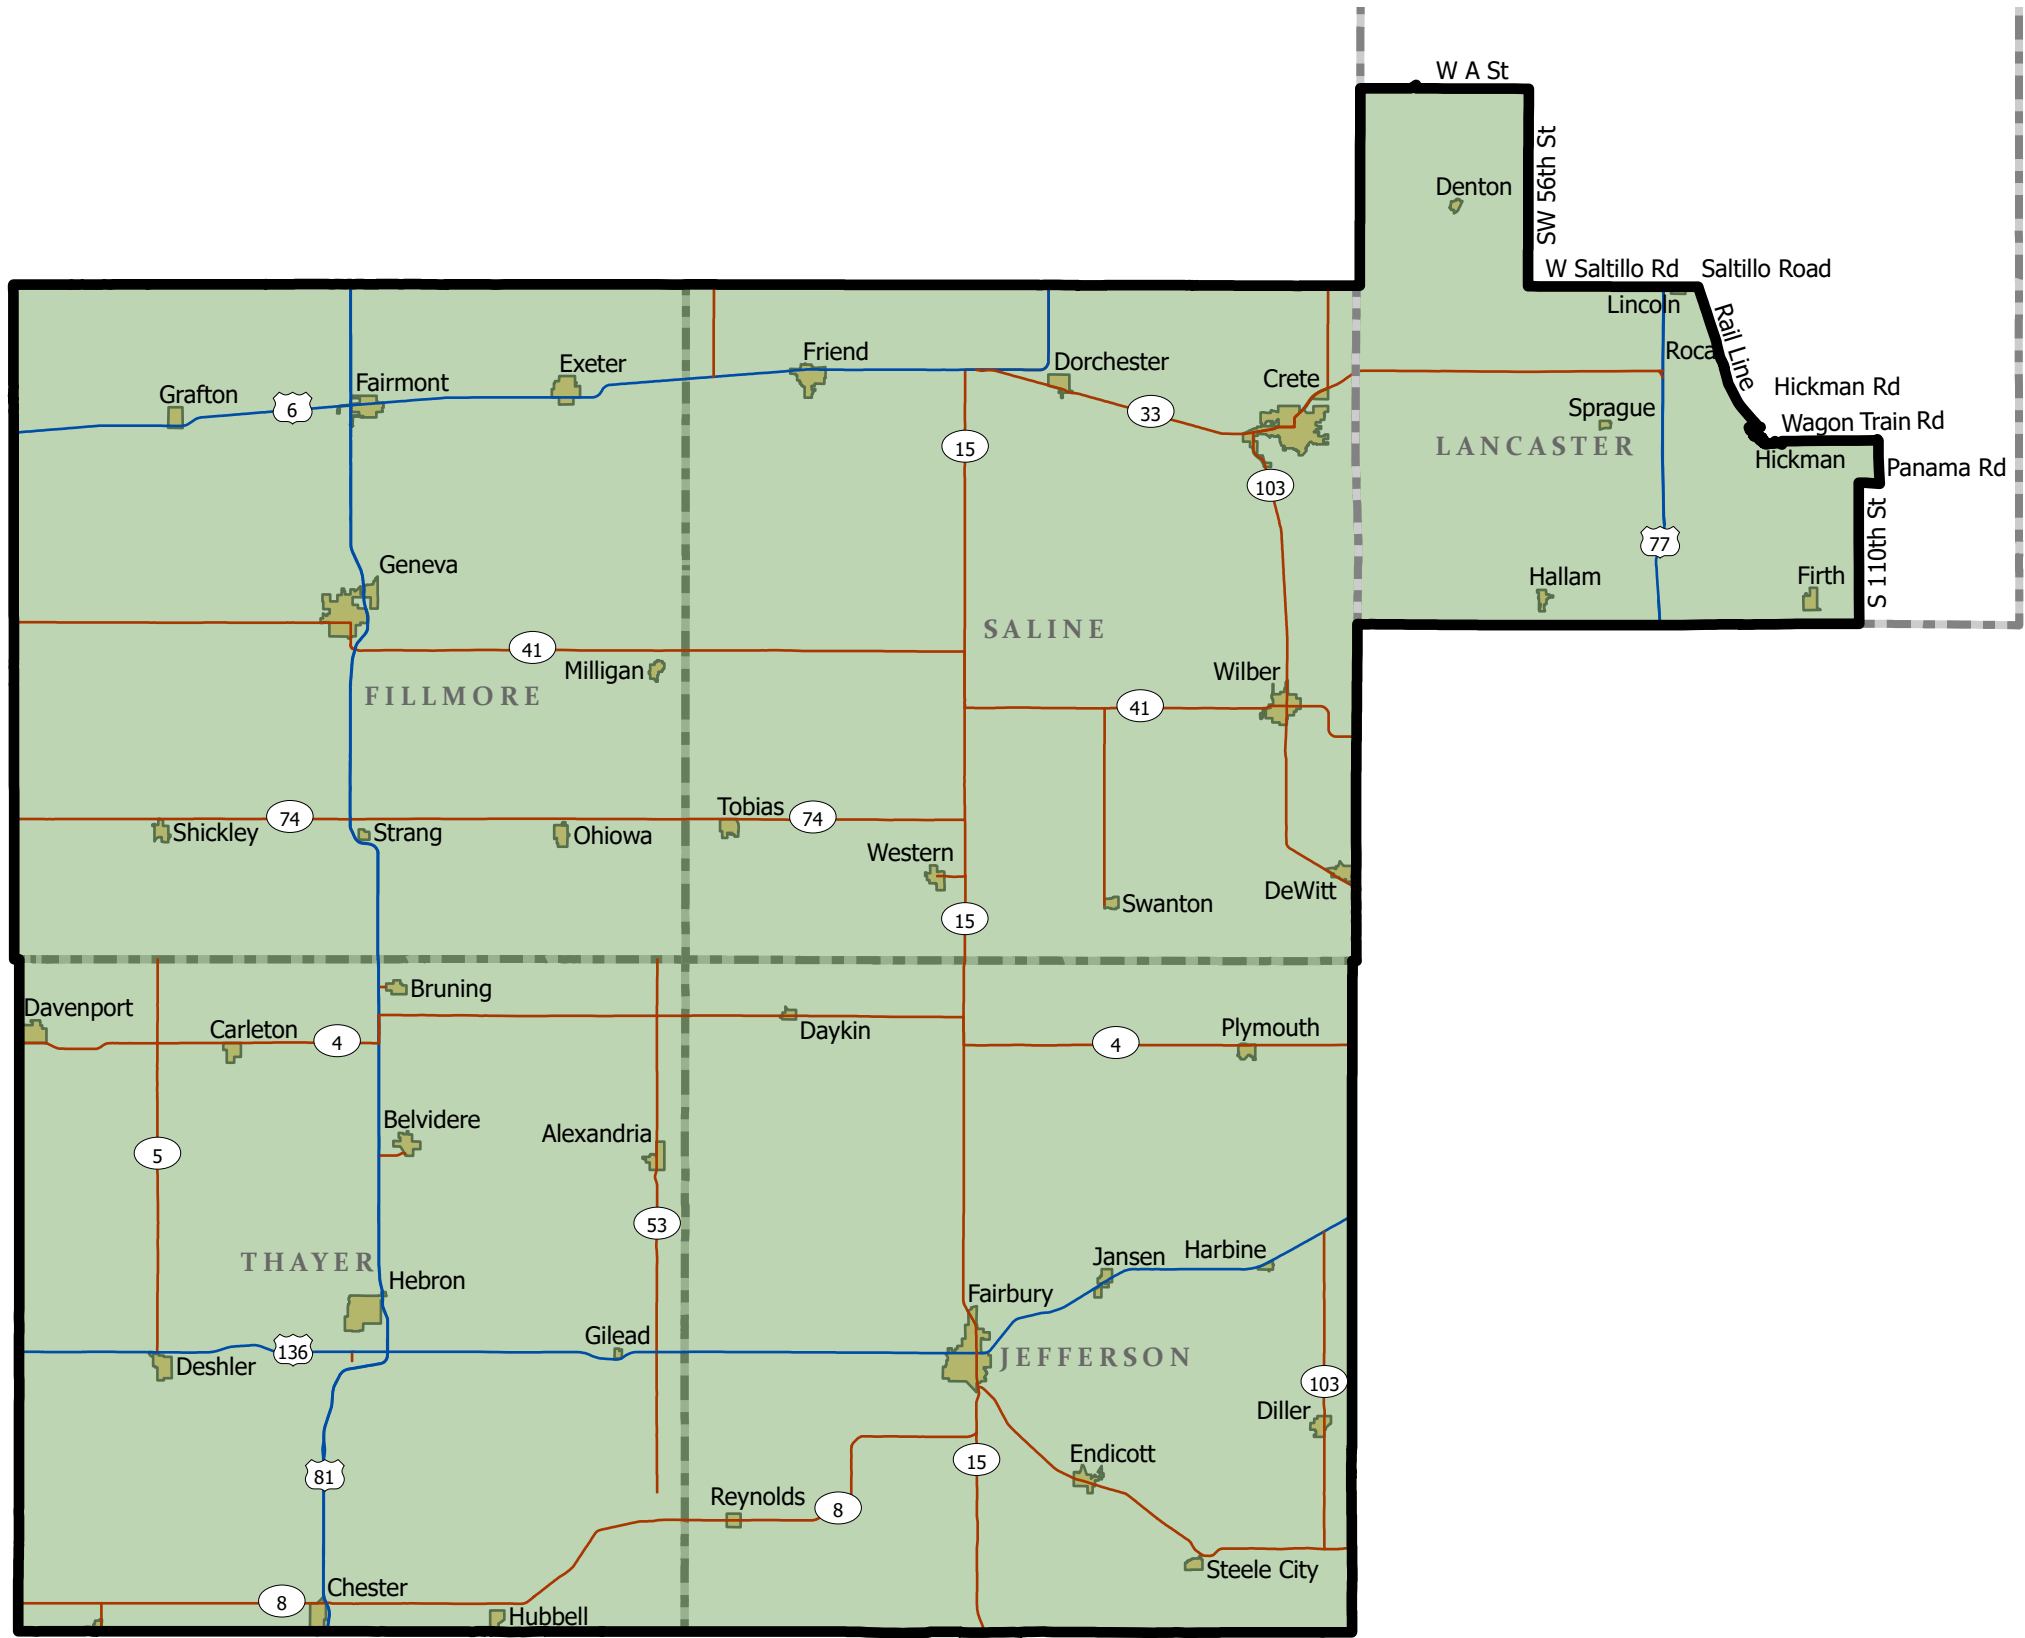 W A St
SW 56th St
Denton
W Saltillo Rd
Saltillo Road
Lincoln
Rail Line
Roca
Hickman Rd
Wagon Train Rd
Hickman
Panama Rd
S 110th St
Sprague
LANCASTER
77
Hallam
Firth
Grafton
6
Fairmont
Exeter
Friend
Dorchester
Crete
33
15
103
Geneva
41
Milligan
FILLMORE
SALINE
Wilber
41
Shickley
74
Strang
Ohiowa
Tobias
74
Western
15
Swanton
DeWitt
Davenport
Bruning
Carleton
4
Daykin
4
Plymouth
5
Belvidere
Alexandria
53
THAYER
Hebron
Jansen
Harbine
Fairbury
136
Deshler
Gilead
JEFFERSON
103
Diller
81
15
Endicott
Reynolds
8
Steele City
8
Chester
Hubbell